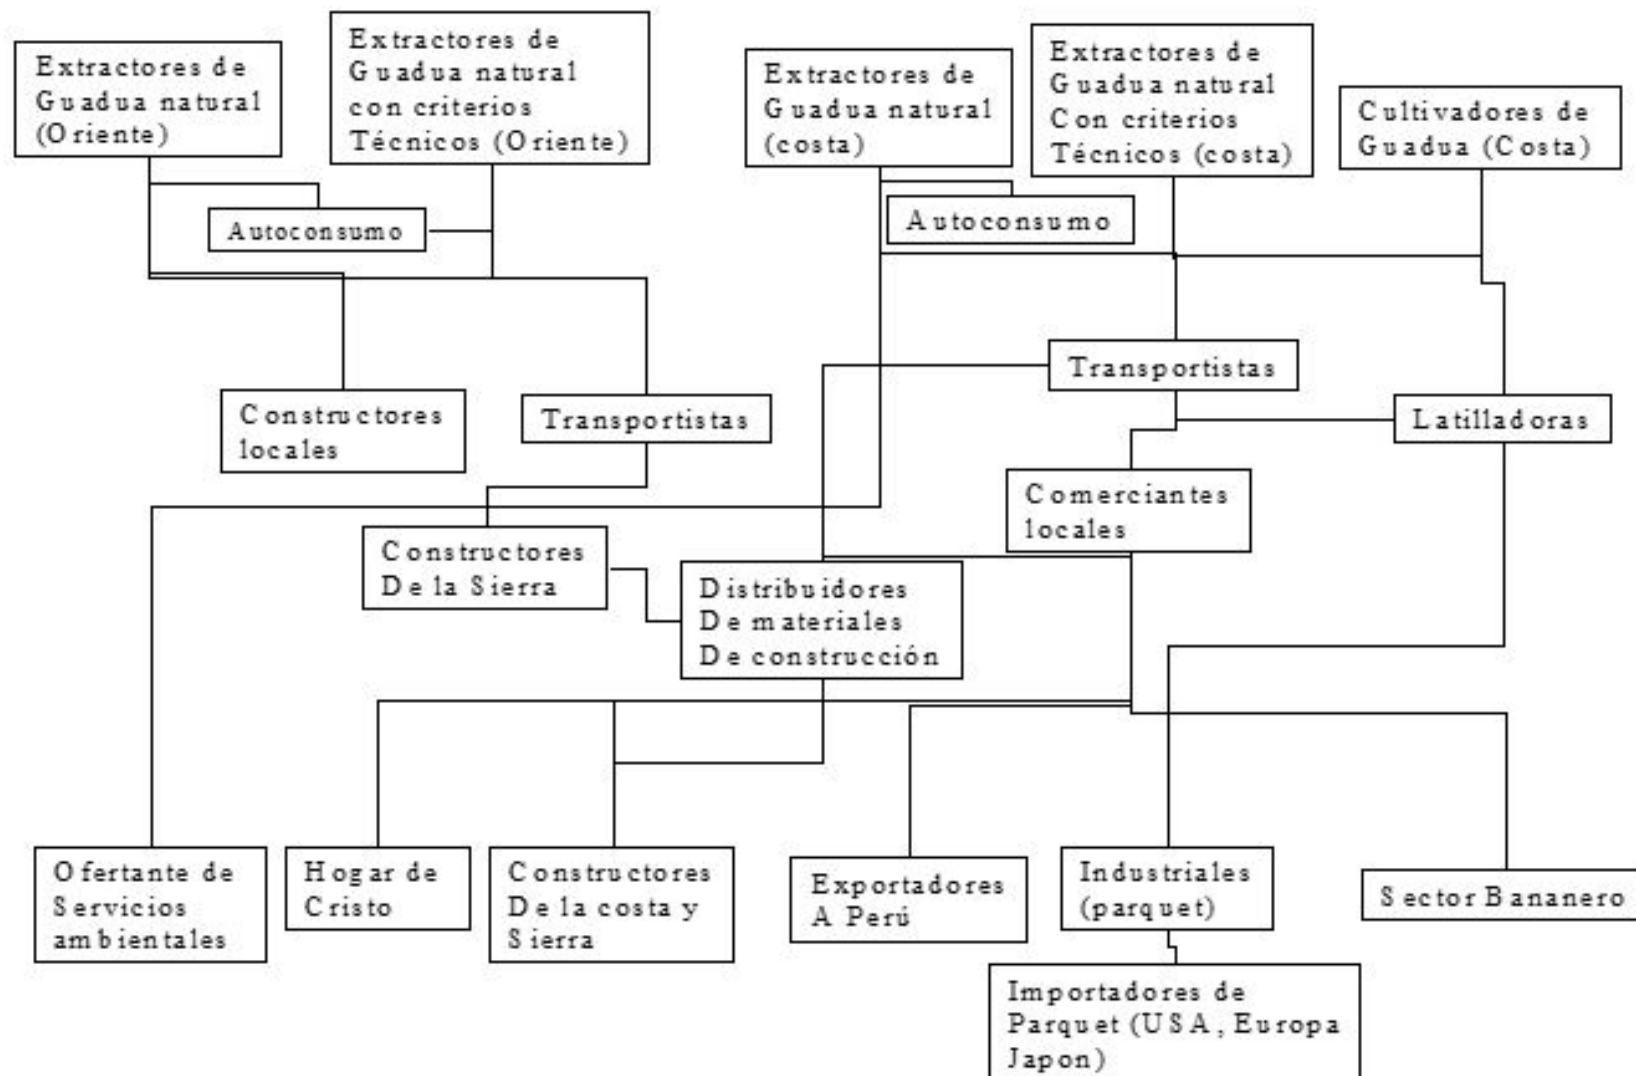 Extractores de
Guadua natural
(Oriente)
Extractores de
Guadua natural
con criterios
Técnicos (Oriente)
Extractores de
Guadua natural
(costa)
Extractores de
Guadua natural
Con criterios
Técnicos (costa)
Cultivadores de
Guadua (Costa)
Autoconsumo
Autoconsumo
Transportistas
Constructores
locales
Transportistas
Latilladoras
Comerciantes
locales
Constructores
De la Sierra
Distribuidores
De materiales
De construcción
Ofertante de
Servicios
ambientales
Hogar de
Cristo
Constructores
De la costa y
Sierra
Exportadores
A Perú
Industriales
(parquet)
Sector Bananero
Importadores de
Parquet (USA, Europa
Japon)